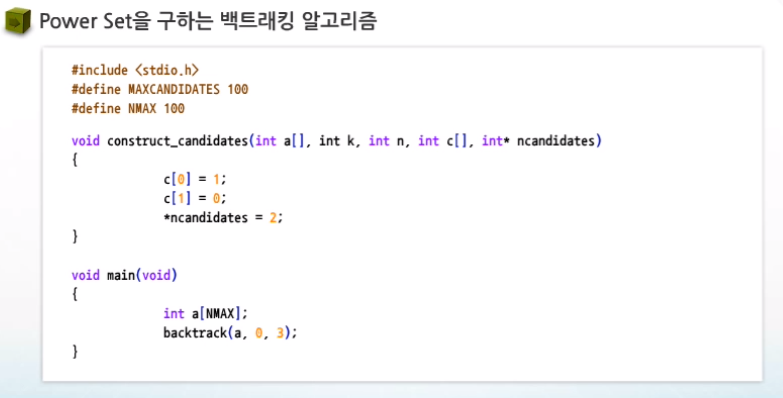 Power Set을 구하는 백트래킹 알고리즘
#include <stdio.h>
#define MAXCANDIDATES 100
#define NMAX 100
void construct_candidates(int a[], int k, int n, int c[], int* ncandidates)
{
c[0] = 1;
c[1] = 0;
*ncandidates = 2;
}
void main(void)
{
int a[NMAX];
backtrack(a, 0, 3);
}